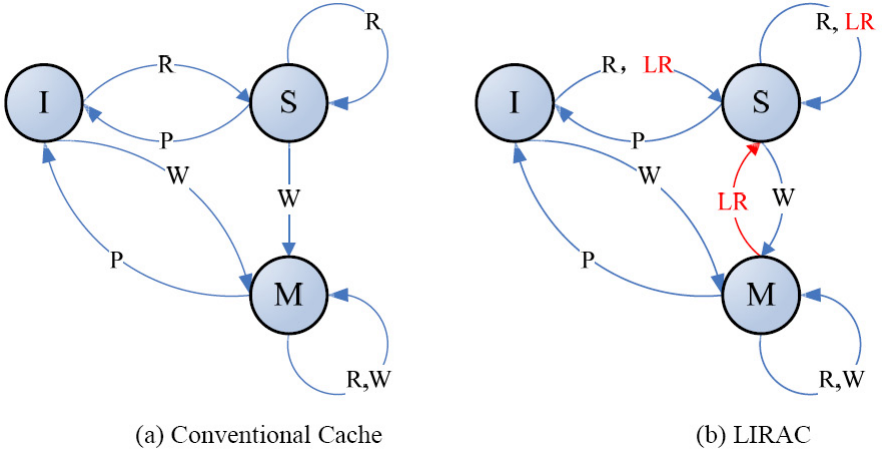 R
R
I
S
P
W
W
P
M
R,W
(a) Conventional Cache
R, LR
R, LR
I
S
P
W
LR
W
P
M
R,W
(b) LIRAC